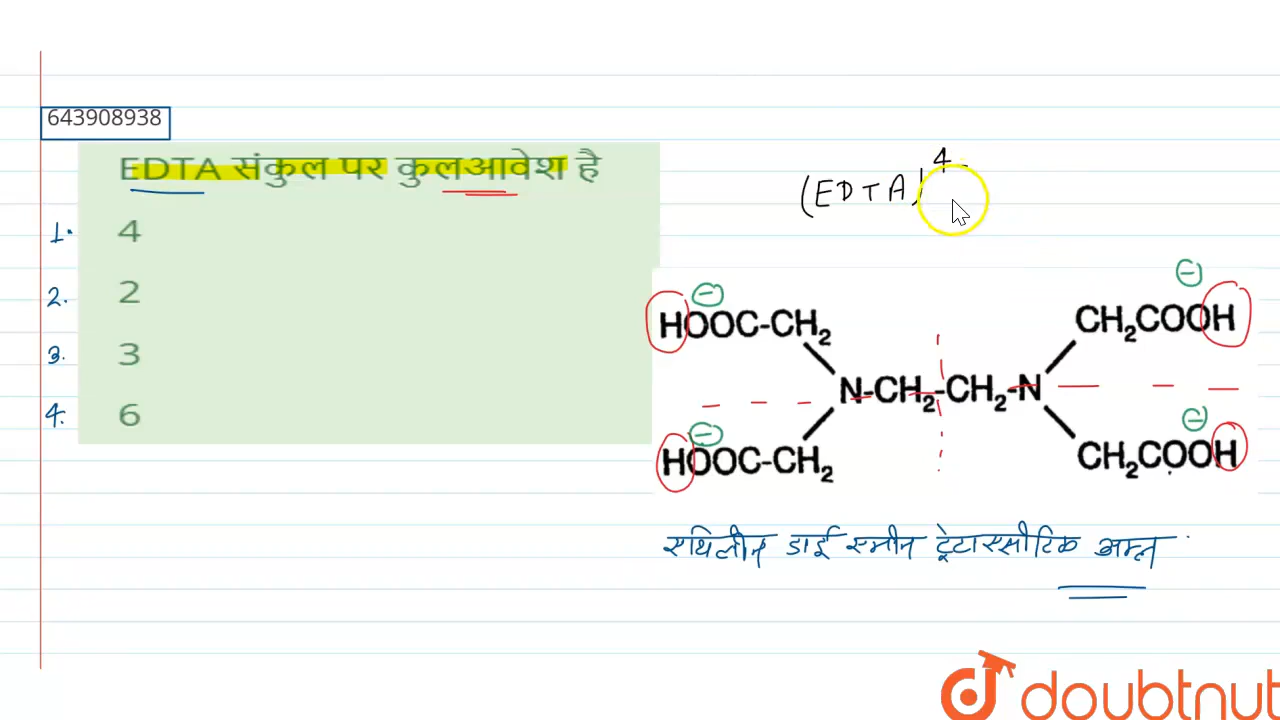 643908938
EDTA संकुल पर कुलआवेश है
1. 4
2. 2
3. 3
4. 6
(EDTA)4-
HOOC-CH2
CH2COOH
N-CH2-CH2-N
HOOC-CH2
CH2COOH
एथिलीन डाई एमीन ट्रेटाएसीटिक अम्ल
doubtnut